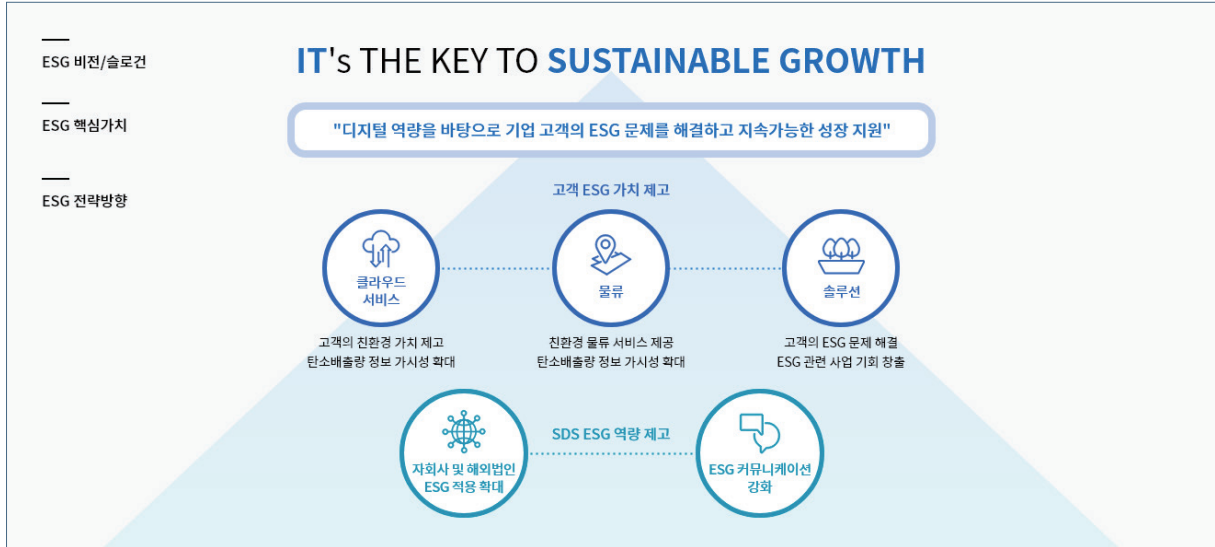 ESG 비전/슬로건
IT's THE KEY TO SUSTAINABLE GROWTH
ESG 핵심가치
"디지털 역량을 바탕으로 기업 고객의 ESG 문제를 해결하고 지속가능한 성장 지원"
ESG 전략방향
고객 ESG 가치 제고
클라우드
서비스
물류
솔루션
고객의 친환경 가치 제고
탄소배출량 정보 가시성 확대
친환경 물류 서비스 제공
탄소배출량 정보 가시성 확대
고객의 ESG 문제 해결
ESG 관련 사업 기회 창출
SDS ESG 역량 제고
자회사 및 해외법인
ESG 적용 확대
ESG 커뮤니케이션
강화